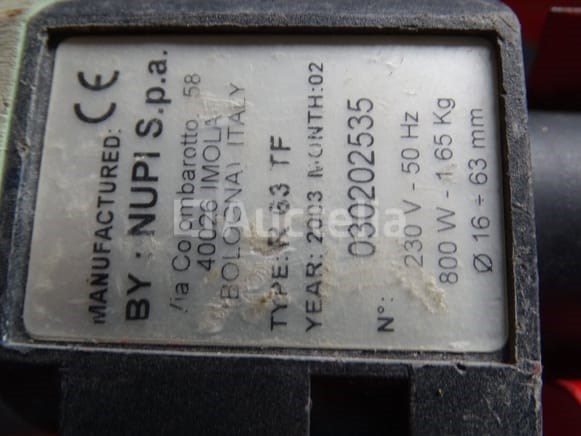 MANUFACTURED: CE
BY : NUPI S.p.a.
Via Colombarotto, 58
40026 IMOLA
(BOLOGNA) ITALY
TYPE: R 63 TF
YEAR: 2003 MONTH:02
N°: 030202535
230 V - 50 Hz
800 W - 1.65 Kg
Ø 16 ÷ 63 mm